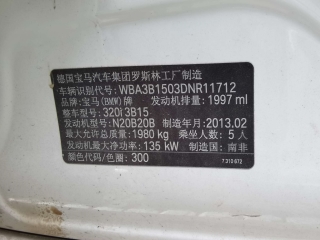 德国宝马汽车集团罗斯林工厂制造
车辆识别代号: WBA3B1503DNR11712
品牌: 宝马(BMW)牌 发动机排量: 1997 ml
整车型号: 320i 3B15
发动机型号: N20B20B 制造年月: 2013.02
最大允许总质量: 1980 kg 乘坐人数: 5 人
发动机最大净功率: 135 kW 制造国: 南非
颜色代码/色圈: 300
7 313 672